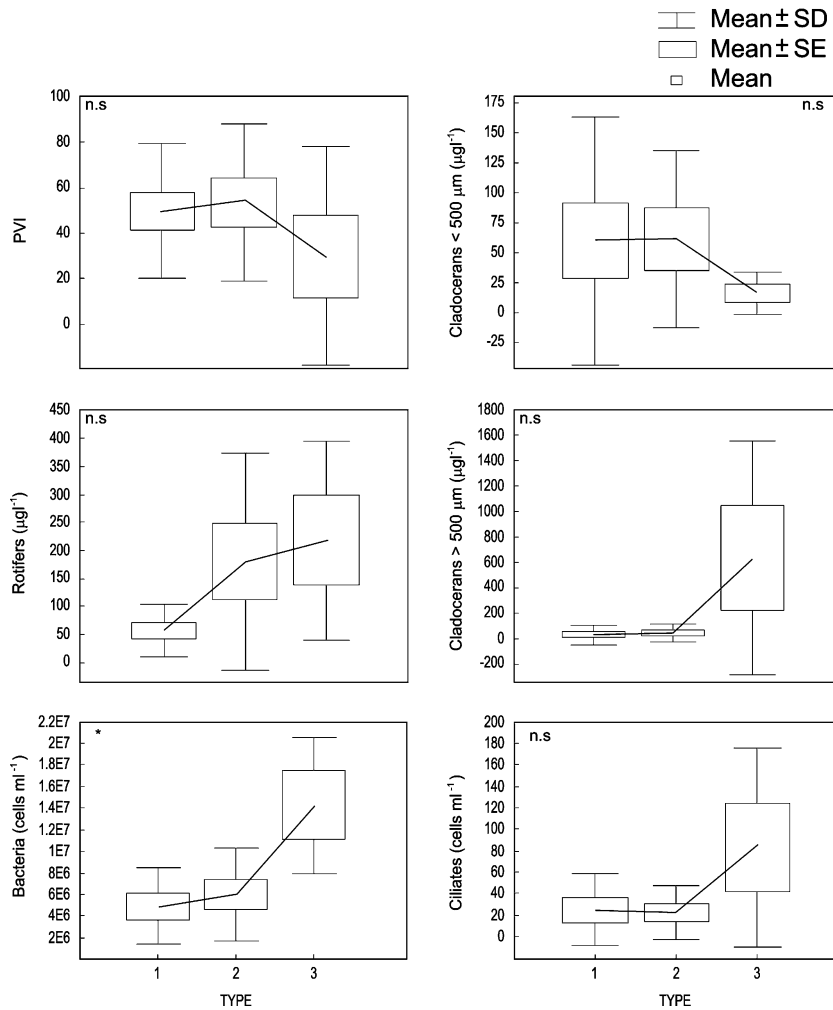 Mean ± SD
Mean ± SE
Mean
n.s
100
80
60
40
20
0
PVI
n.s
175
150
125
100
75
50
25
0
-25
Cladocerans < 500 µm (µgl⁻¹)
n.s
450
400
350
300
250
200
150
100
50
0
Rotifers (µgl⁻¹)
n.s
1800
1600
1400
1200
1000
800
600
400
200
0
-200
Cladocerans > 500 µm (µgl⁻¹)
*
2.2E7
2E7
1.8E7
1.6E7
1.4E7
1.2E7
1E7
8E6
6E6
4E6
2E6
Bacteria (cells ml⁻¹)
1 2 3
TYPE
n.s
200
180
160
140
120
100
80
60
40
20
0
Ciliates (cells ml⁻¹)
1 2 3
TYPE